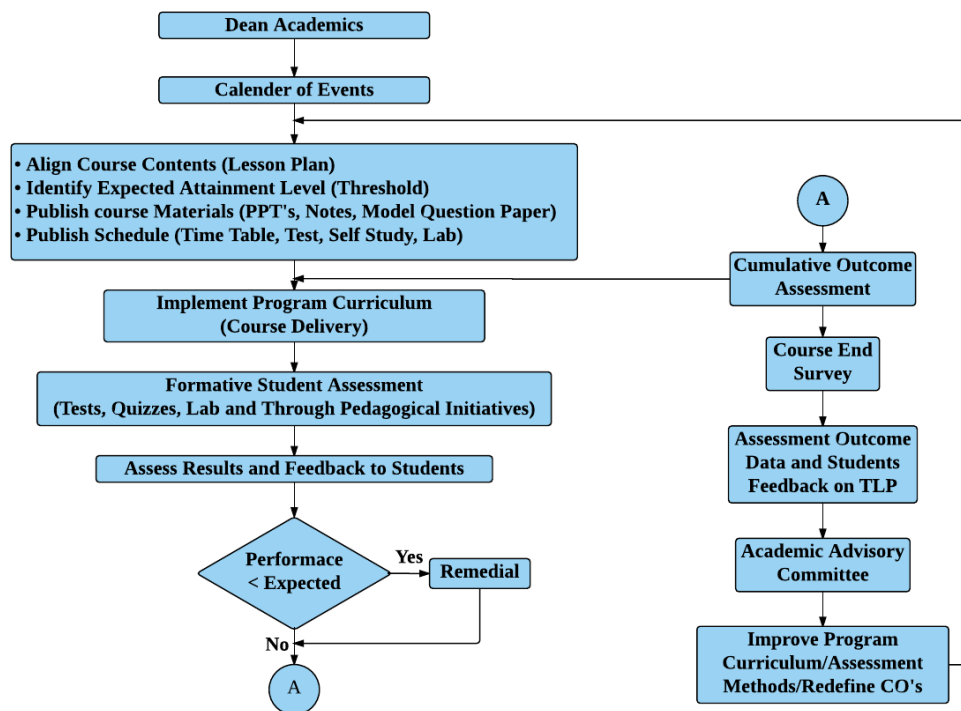 Dean Academics
Calender of Events
• Align Course Contents (Lesson Plan)
• Identify Expected Attainment Level (Threshold)
• Publish course Materials (PPT's, Notes, Model Question Paper)
• Publish Schedule (Time Table, Test, Self Study, Lab)
Implement Program Curriculum
(Course Delivery)
Formative Student Assessment
(Tests, Quizzes, Lab and Through Pedagogical Initiatives)
Assess Results and Feedback to Students
Performace
< Expected
Yes
Remedial
No
A
A
Cumulative Outcome
Assessment
Course End
Survey
Assessment Outcome
Data and Students
Feedback on TLP
Academic Advisory
Committee
Improve Program
Curriculum/Assessment
Methods/Redefine CO's